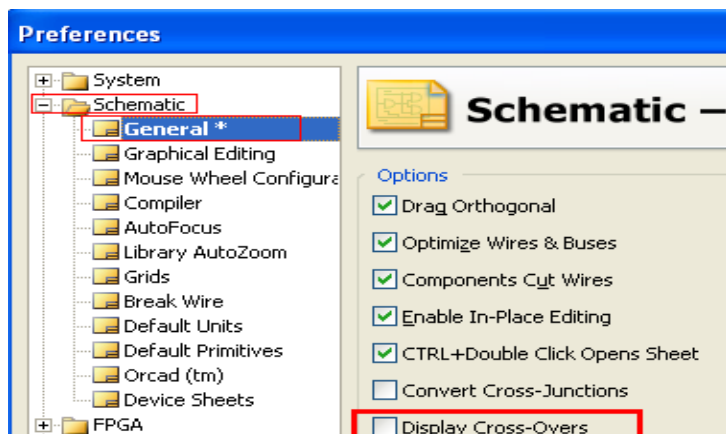 Preferences
System
Schematic
General *
Graphical Editing
Mouse Wheel Configura
Compiler
AutoFocus
Library AutoZoom
Grids
Break Wire
Default Units
Default Primitives
Orcad (tm)
Device Sheets
FPGA
Schematic —
Options
Drag Orthogonal
Optimize Wires & Buses
Components Cut Wires
Enable In-Place Editing
CTRL+Double Click Opens Sheet
Convert Cross-Junctions
Display Cross-Overs